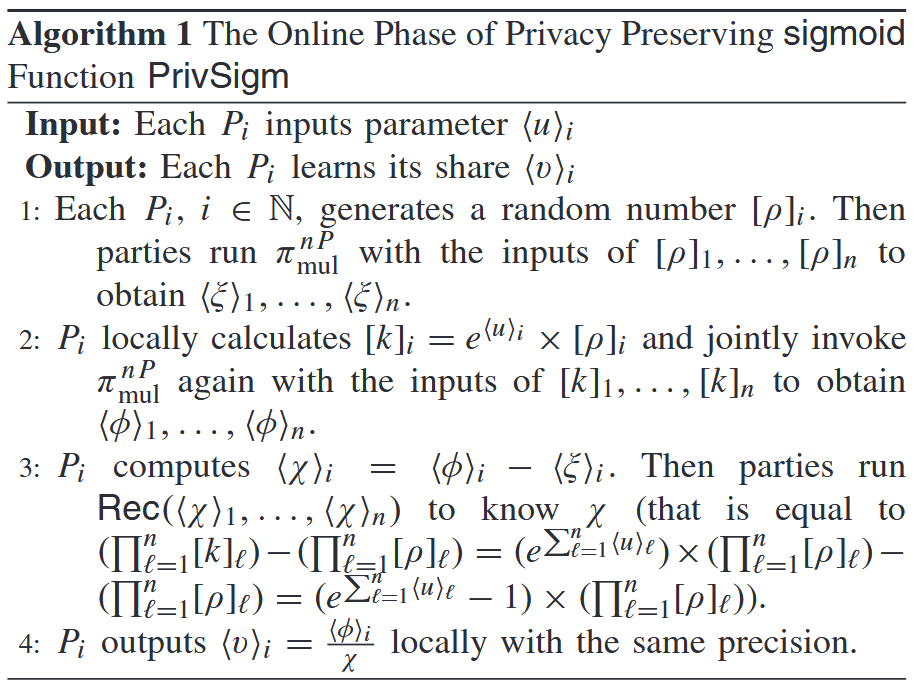 Algorithm 1 The Online Phase of Privacy Preserving sigmoid
Function PrivSigm
Input: Each $P_i$ inputs parameter $\langle u \rangle_i$
Output: Each $P_i$ learns its share $\langle \upsilon \rangle_i$
1: Each $P_i$, $i \in \mathbb{N}$, generates a random number $[\rho]_i$. Then
parties run $\pi_{\text{mul}}^{nP}$ with the inputs of $[\rho]_1, \ldots, [\rho]_n$ to
obtain $\langle \xi \rangle_1, \ldots, \langle \xi \rangle_n$.
2: $P_i$ locally calculates $[k]_i = e^{\langle u \rangle_i} \times [\rho]_i$ and jointly invoke
$\pi_{\text{mul}}^{nP}$ again with the inputs of $[k]_1, \ldots, [k]_n$ to obtain
$\langle \phi \rangle_1, \ldots, \langle \phi \rangle_n$.
3: $P_i$ computes $\langle \chi \rangle_i = \langle \phi \rangle_i - \langle \xi \rangle_i$. Then parties run
$\mathsf{Rec}(\langle \chi \rangle_1, \ldots, \langle \chi \rangle_n)$ to know $\chi$ (that is equal to
$(\prod_{\ell=1}^{n} [k]_\ell) - (\prod_{\ell=1}^{n} [\rho]_\ell) = (e^{\sum_{\ell=1}^{n} \langle u \rangle_\ell}) \times (\prod_{\ell=1}^{n} [\rho]_\ell) -$
$(\prod_{\ell=1}^{n} [\rho]_\ell) = (e^{\sum_{\ell=1}^{n} \langle u \rangle_\ell} - 1) \times (\prod_{\ell=1}^{n} [\rho]_\ell))$.
4: $P_i$ outputs $\langle \upsilon \rangle_i = \frac{\langle \phi \rangle_i}{\chi}$ locally with the same precision.